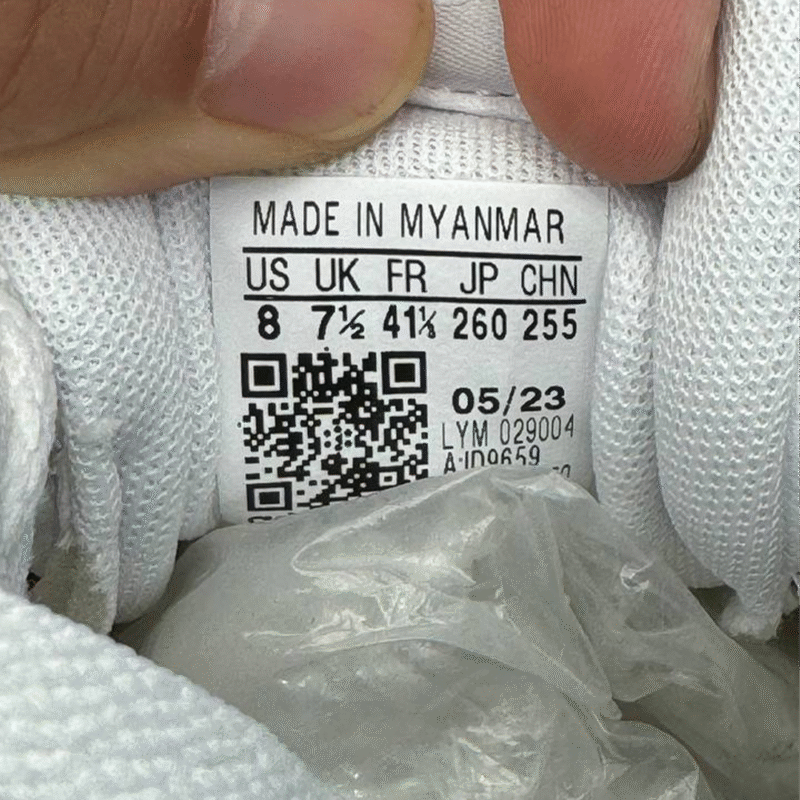 MADE IN MYANMAR
US UK FR JP CHN
8 7½ 41⅓ 260 255
05/23
LYM 029004
A:ID9659